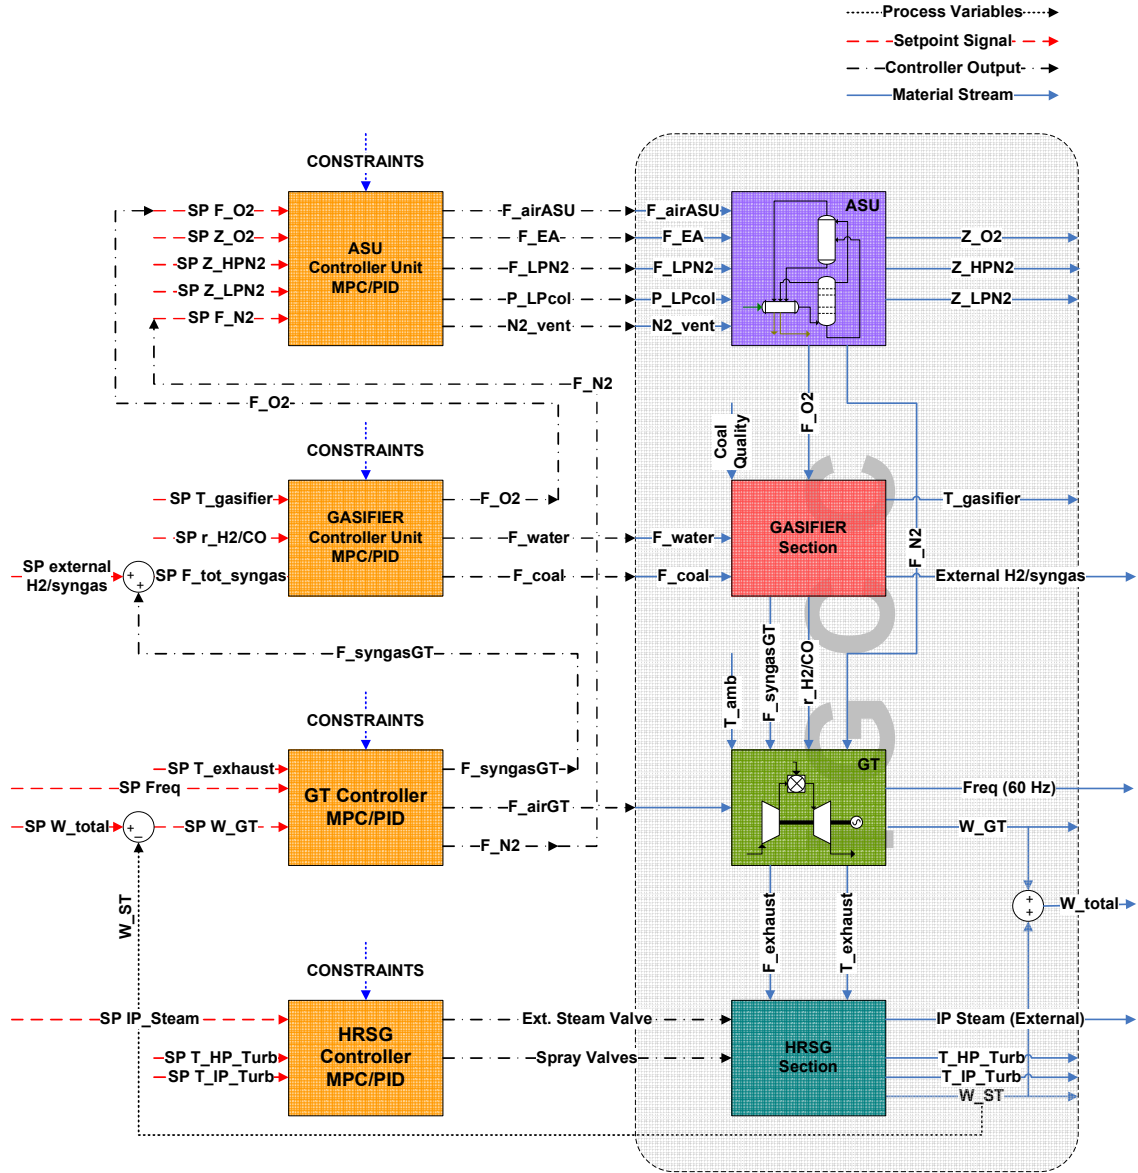 Process Variables
Setpoint Signal
Controller Output
Material Stream
CONSTRAINTS
SP F_O2
SP Z_O2
SP Z_HPN2
SP Z_LPN2
SP F_N2
ASU
Controller Unit
MPC/PID
F_airASU
F_EA
F_LPN2
P_LPcol
N2_vent
F_airASU
F_EA
F_LPN2
P_LPcol
N2_vent
ASU
Z_O2
Z_HPN2
Z_LPN2
F_N2
F_O2
Coal
Quality
F_O2
F_N2
CONSTRAINTS
SP T_gasifier
SP r_H2/CO
SP external
H2/syngas
+
+
SP F_tot_syngas
GASIFIER
Controller Unit
MPC/PID
F_O2
F_water
F_coal
F_water
F_coal
GASIFIER
Section
T_gasifier
External H2/syngas
IGCC
F_syngasGT
T_amb
F_syngasGT
r_H2/CO
CONSTRAINTS
SP T_exhaust
SP Freq
SP W_total
+
−
SP W_GT
GT Controller
MPC/PID
F_syngasGT
F_airGT
F_N2
GT
Freq (60 Hz)
W_GT
+
+
W_total
W_ST
F_exhaust
T_exhaust
CONSTRAINTS
SP IP_Steam
SP T_HP_Turb
SP T_IP_Turb
HRSG
Controller
MPC/PID
Ext. Steam Valve
Spray Valves
HRSG
Section
IP Steam (External)
T_HP_Turb
T_IP_Turb
W_ST